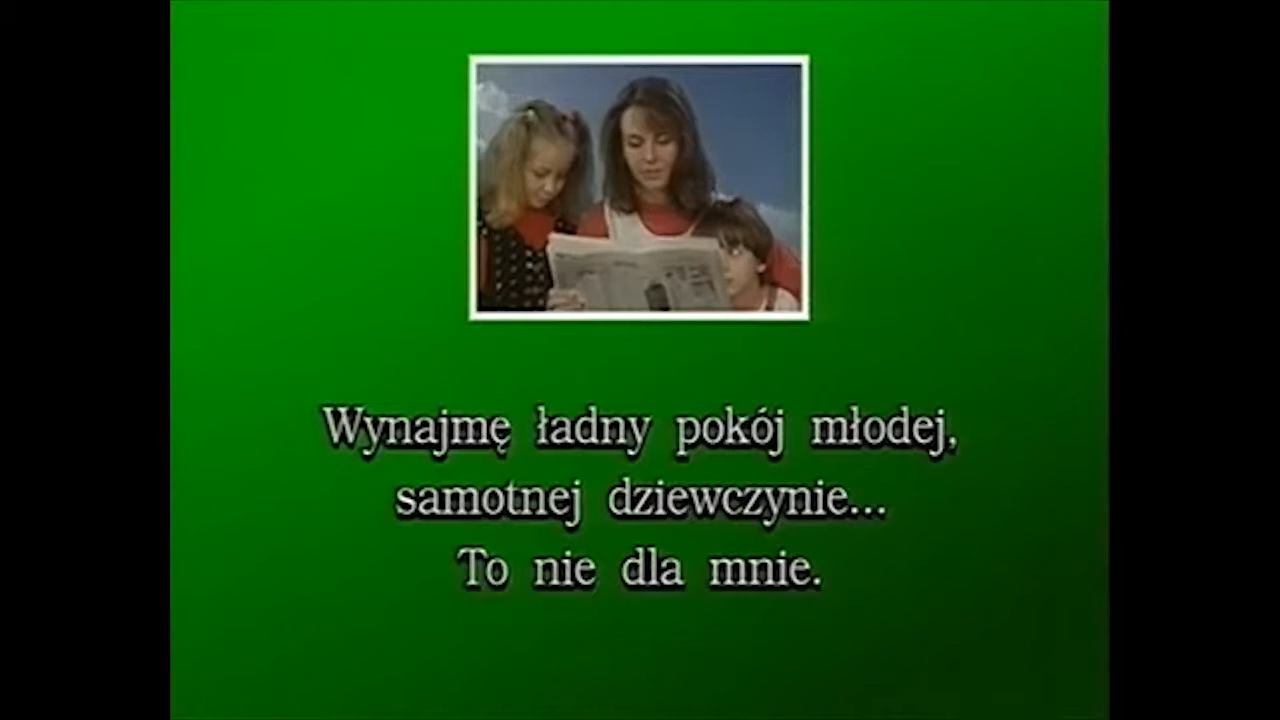 Wynajmę ładny pokój młodej,
samotnej dziewczynie...
To nie dla mnie.